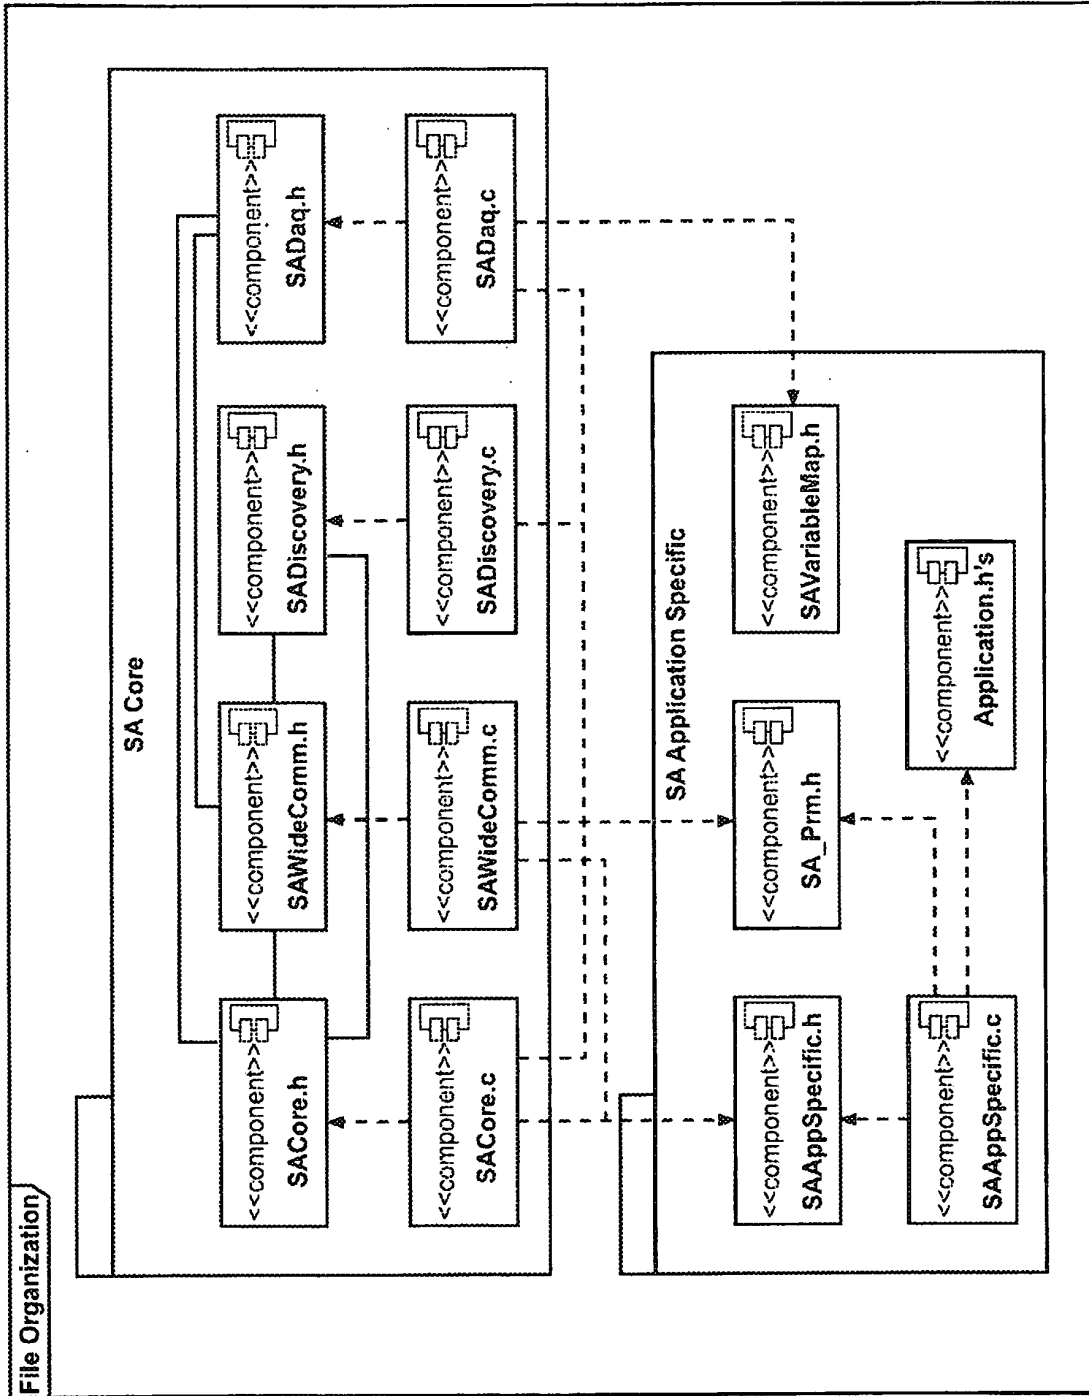 File Organization
SA Core
<<component>>
SACore.h
<<component>>
SAWideComm.h
<<component>>
SADiscovery.h
<<component>>
SADaq.h
<<component>>
SACore.c
<<component>>
SAWideComm.c
<<component>>
SADiscovery.c
<<component>>
SADaq.c
SA Application Specific
<<component>>
SAAppSpecific.h
<<component>>
SA_Prm.h
<<component>>
SAVariableMap.h
<<component>>
SAAppSpecific.c
<<component>>
Application.h's